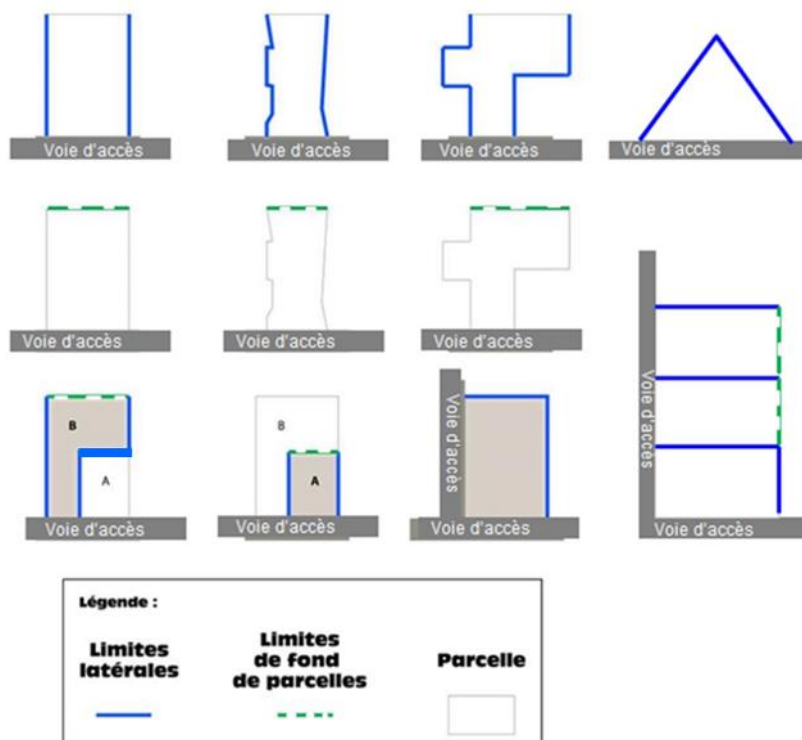 Voie d'accès
Voie d'accès
Voie d'accès
Voie d'accès
Voie d'accès
Voie d'accès
Voie d'accès
B
A
Voie d'accès
B
A
Voie d'accès
Voie d'accès
Voie d'accès
Voie d'accès
Voie d'accès
Légende :
Limites
latérales
Limites
de fond
de parcelles
Parcelle